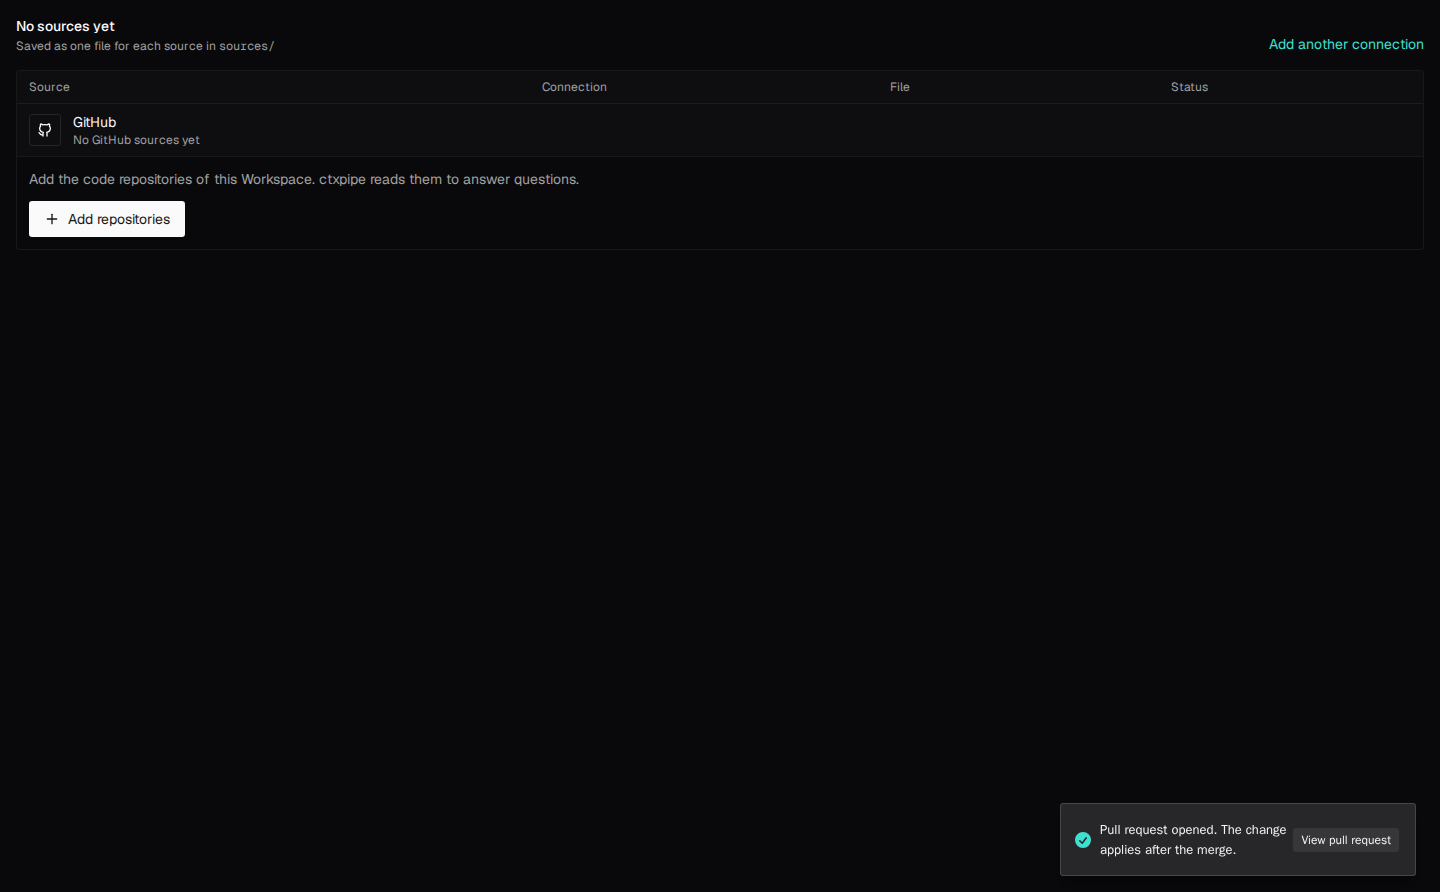 No sources yet
Saved as one file for each source in sources/
Add another connection
Source Connection File Status
GitHub
No GitHub sources yet
Add the code repositories of this Workspace. ctxpipe reads them to answer questions.
Add repositories
Pull request opened. The change
applies after the merge.
View pull request